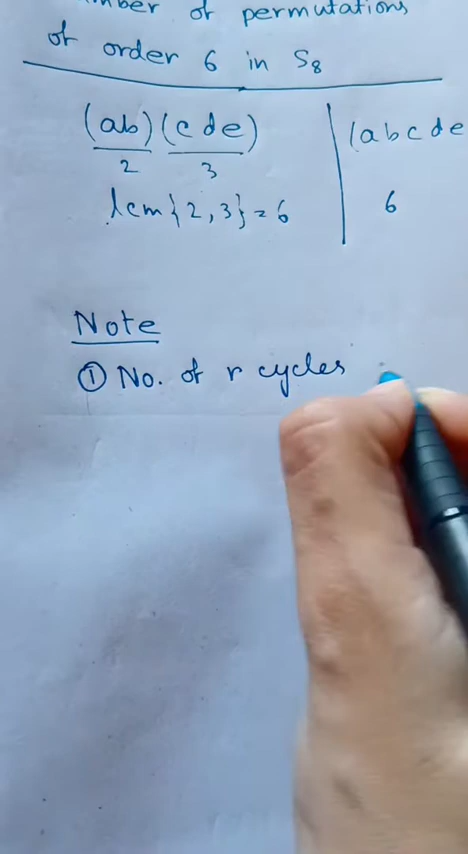 of permutations
of order 6 in S8
(ab)(cde)
2 3
lcm{2,3}=6
(abcde
6
Note
① No. of r cycles